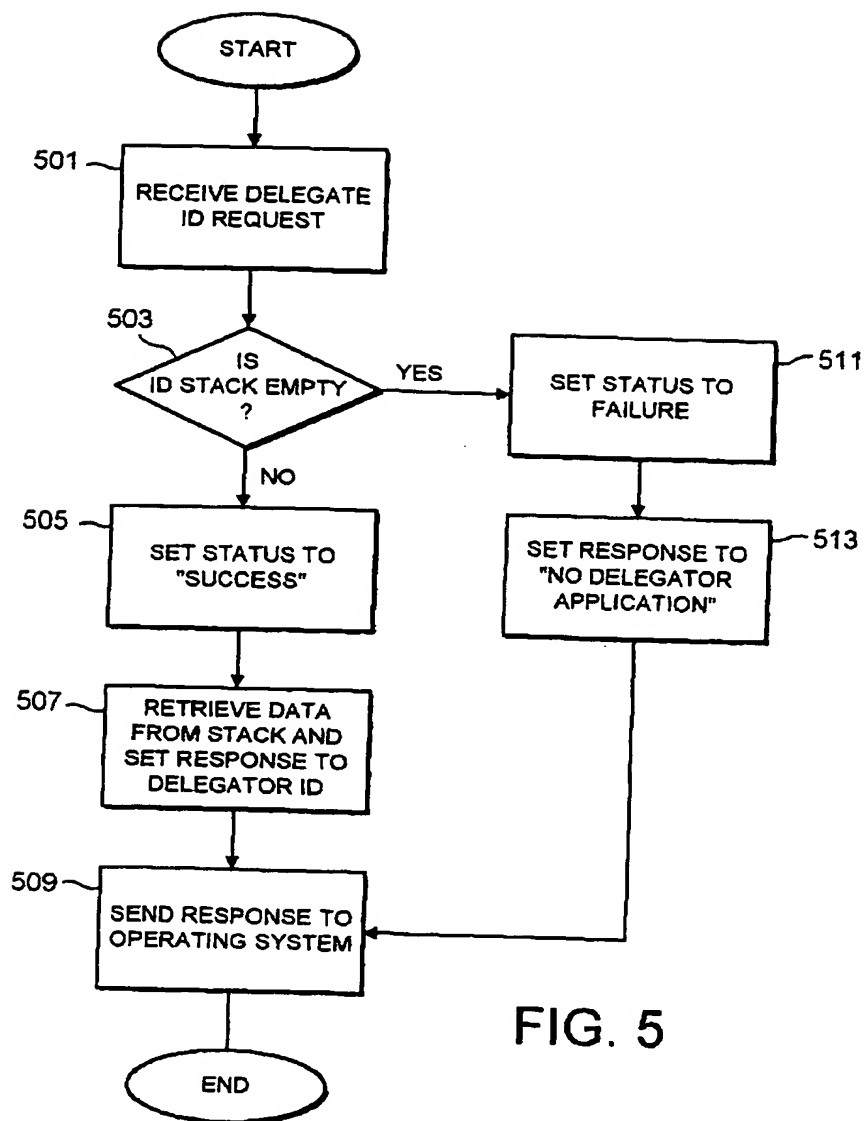 START
501
RECEIVE DELEGATE
ID REQUEST
503
IS
ID STACK EMPTY
?
YES
NO
511
SET STATUS TO
FAILURE
505
SET STATUS TO
"SUCCESS"
513
SET RESPONSE TO
"NO DELEGATOR
APPLICATION"
507
RETRIEVE DATA
FROM STACK AND
SET RESPONSE TO
DELEGATOR ID
509
SEND RESPONSE TO
OPERATING SYSTEM
END
FIG. 5